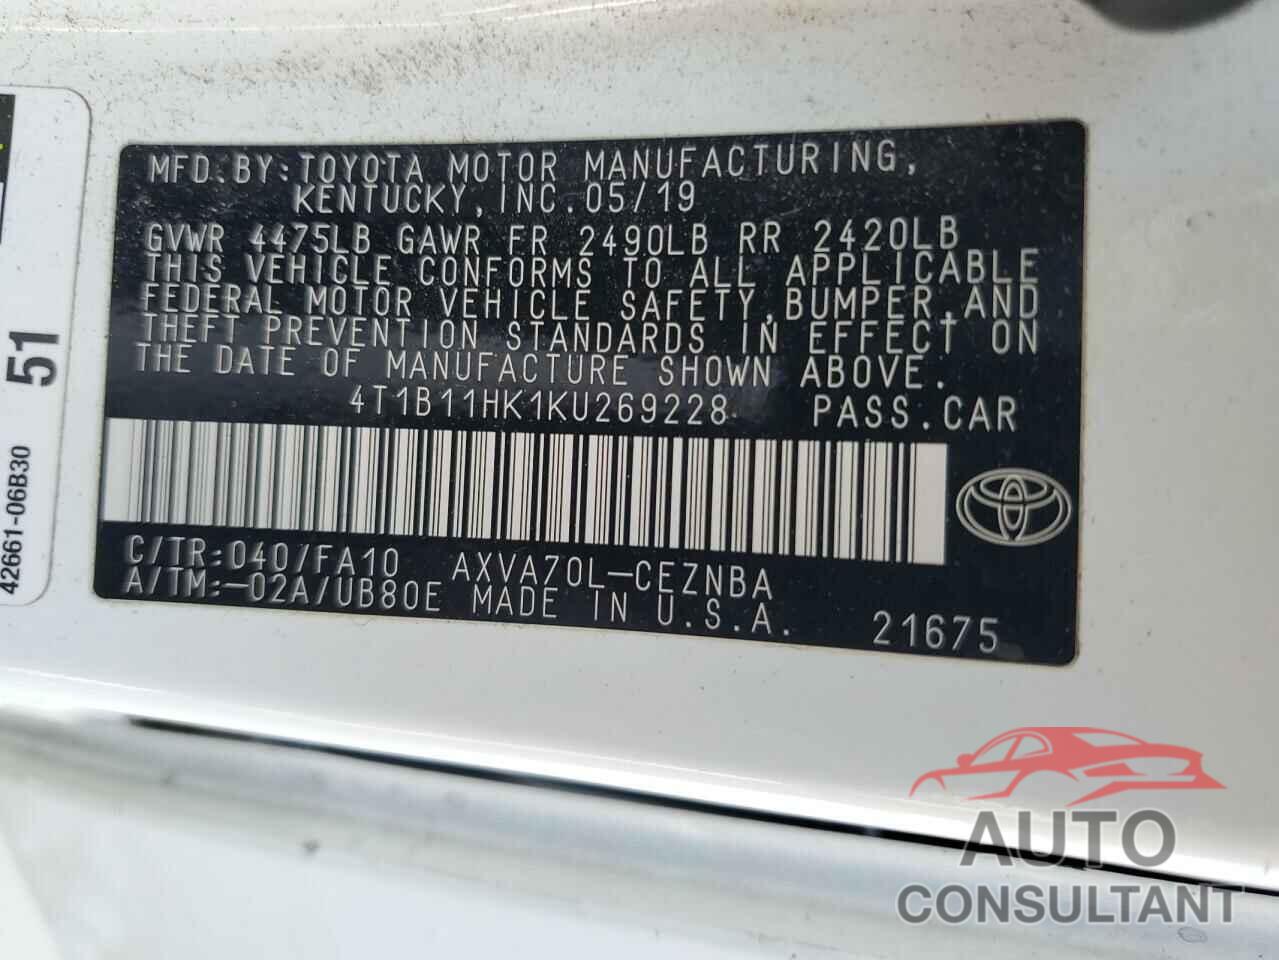 MFD.BY:TOYOTA MOTOR MANUFACTURING,
KENTUCKY,INC.05/19
GVWR 4475LB GAWR FR 2490LB RR 2420LB
THIS VEHICLE CONFORMS TO ALL APPLICABLE
FEDERAL MOTOR VEHICLE SAFETY,BUMPER,AND
THEFT PREVENTION STANDARDS IN EFFECT ON
THE DATE OF MANUFACTURE SHOWN ABOVE.
4T1B11HK1KU269228 PASS.CAR
C/TR:040/FA10 AXVA70L-CEZNBA
A/TM:-02A/UB80E MADE IN U.S.A. 21675
42661-06B30 51
AUTO
CONSULTANT